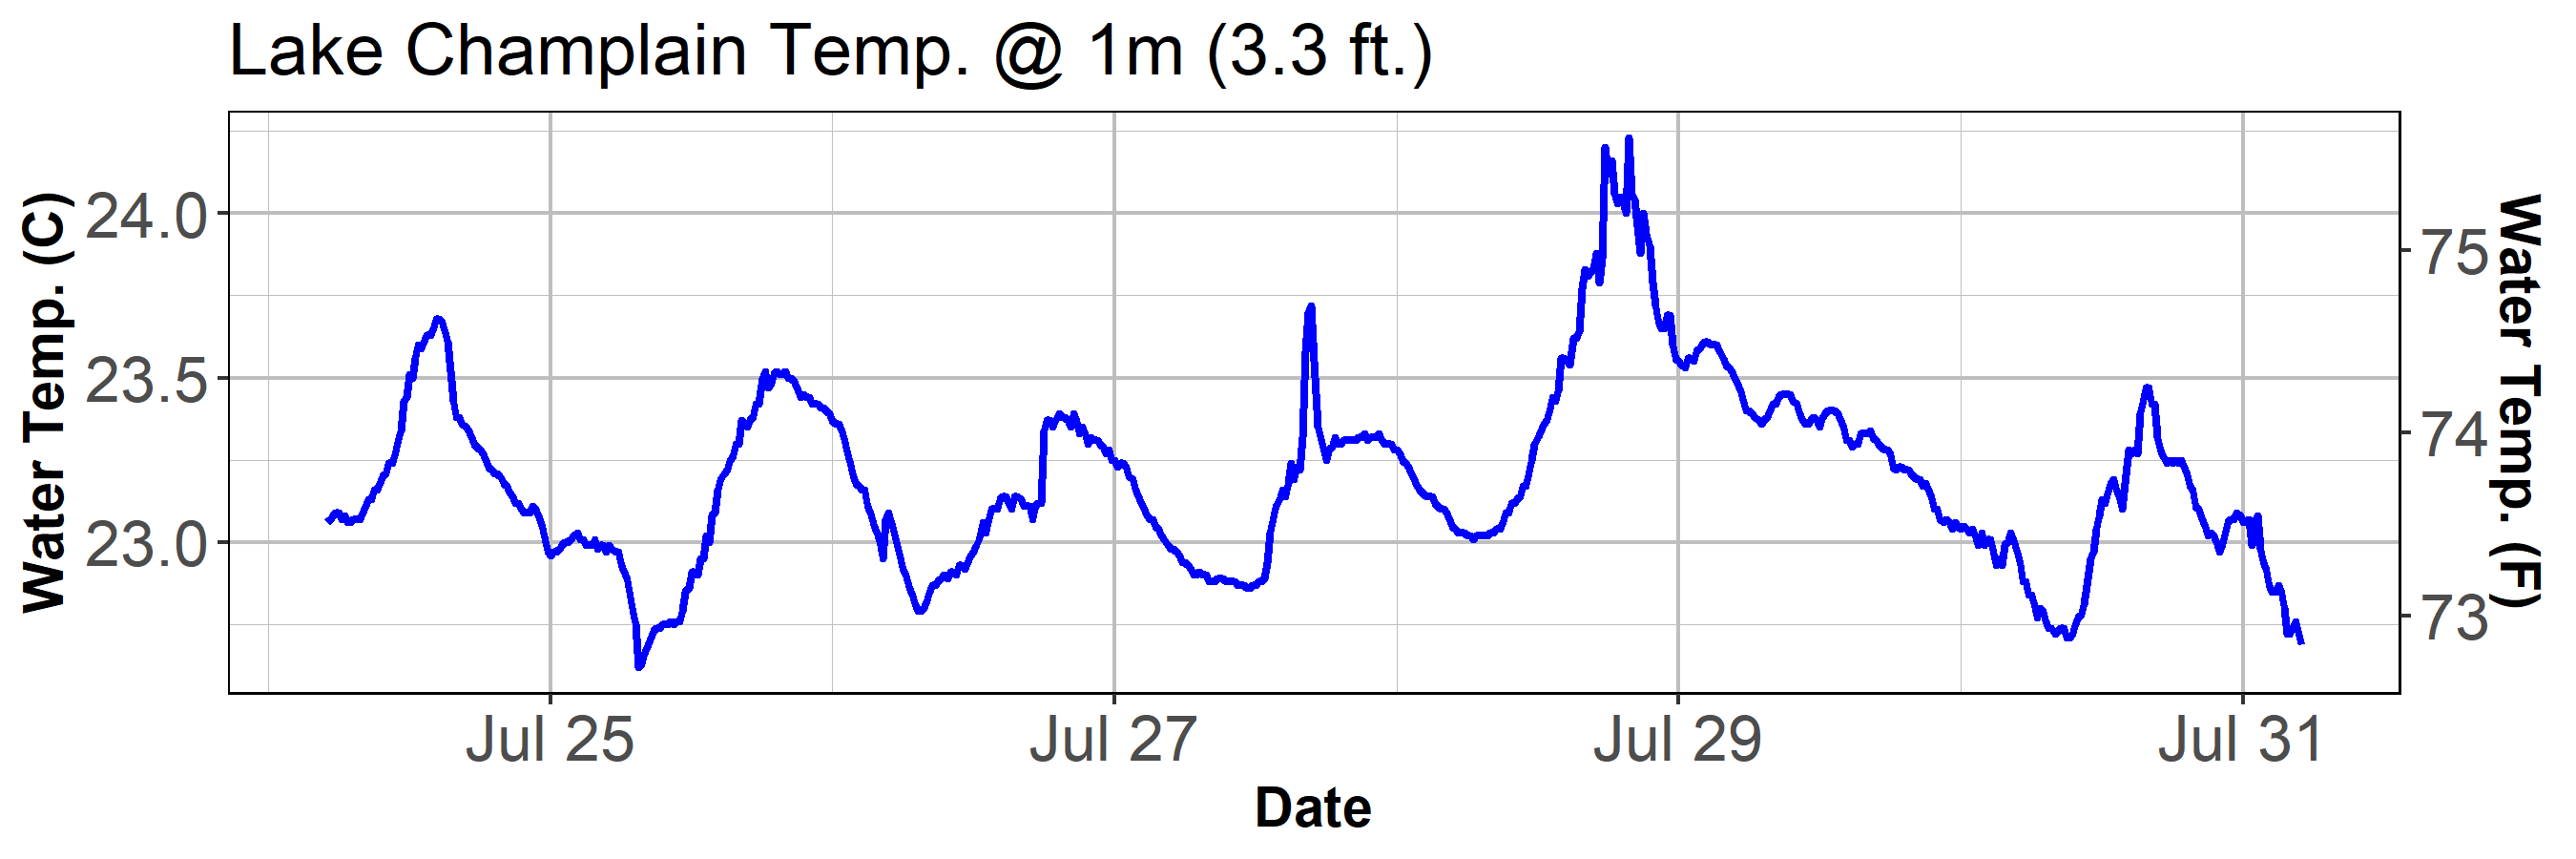 Lake Champlain Temp. @ 1m (3.3 ft.)
Water Temp. (C)
24.0
23.5
23.0
75
74
73
Water Temp. (F)
Jul 25
Jul 27
Jul 29
Jul 31
Date